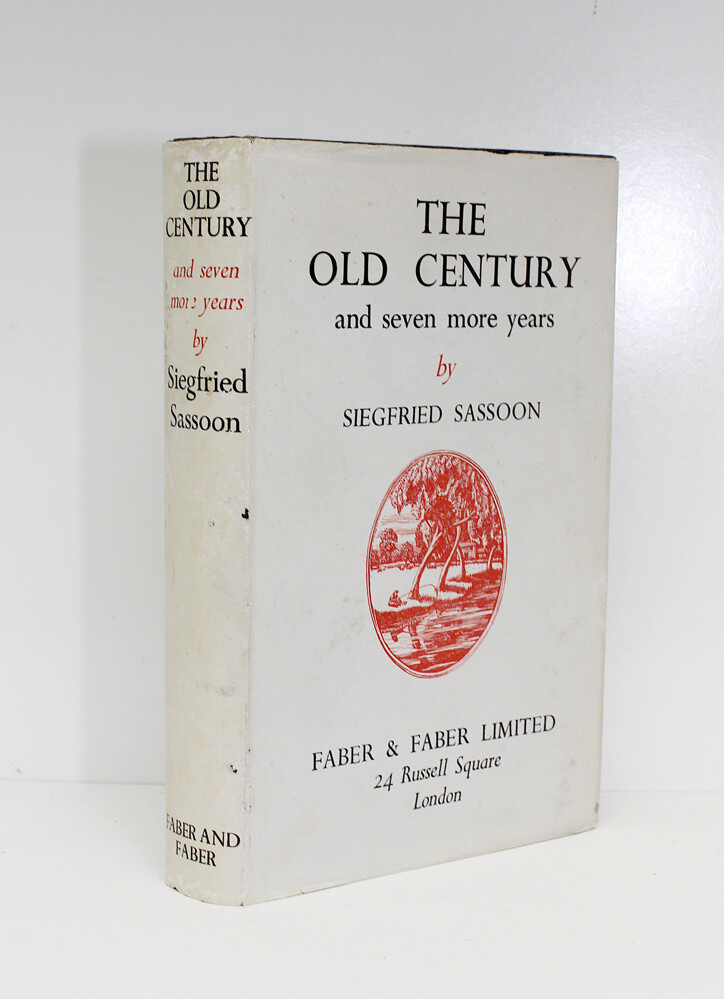 THE
OLD
CENTURY
and seven
more years
by
Siegfried
Sassoon
FABER AND
FABER
THE
OLD CENTURY
and seven more years
by
SIEGFRIED SASSOON
FABER & FABER LIMITED
24 Russell Square
London